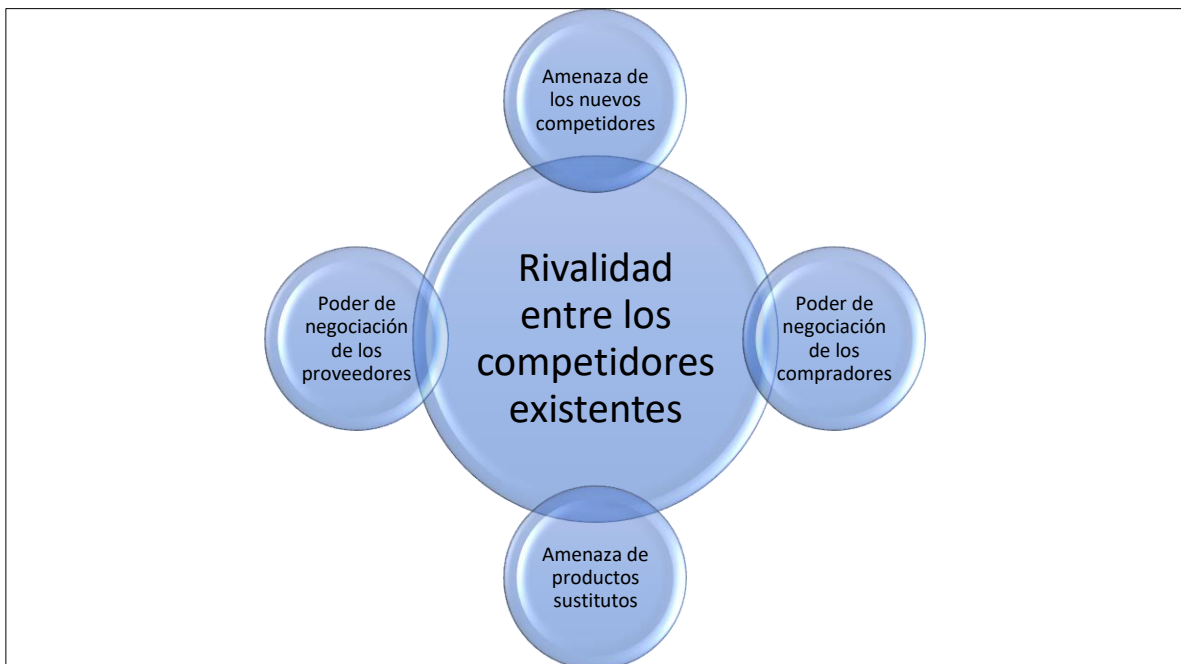 Amenaza de
los nuevos
competidores
Rivalidad
entre los
competidores
existentes
Poder de
negociación
de los
proveedores
Poder de
negociación
de los
compradores
Amenaza de
productos
sustitutos